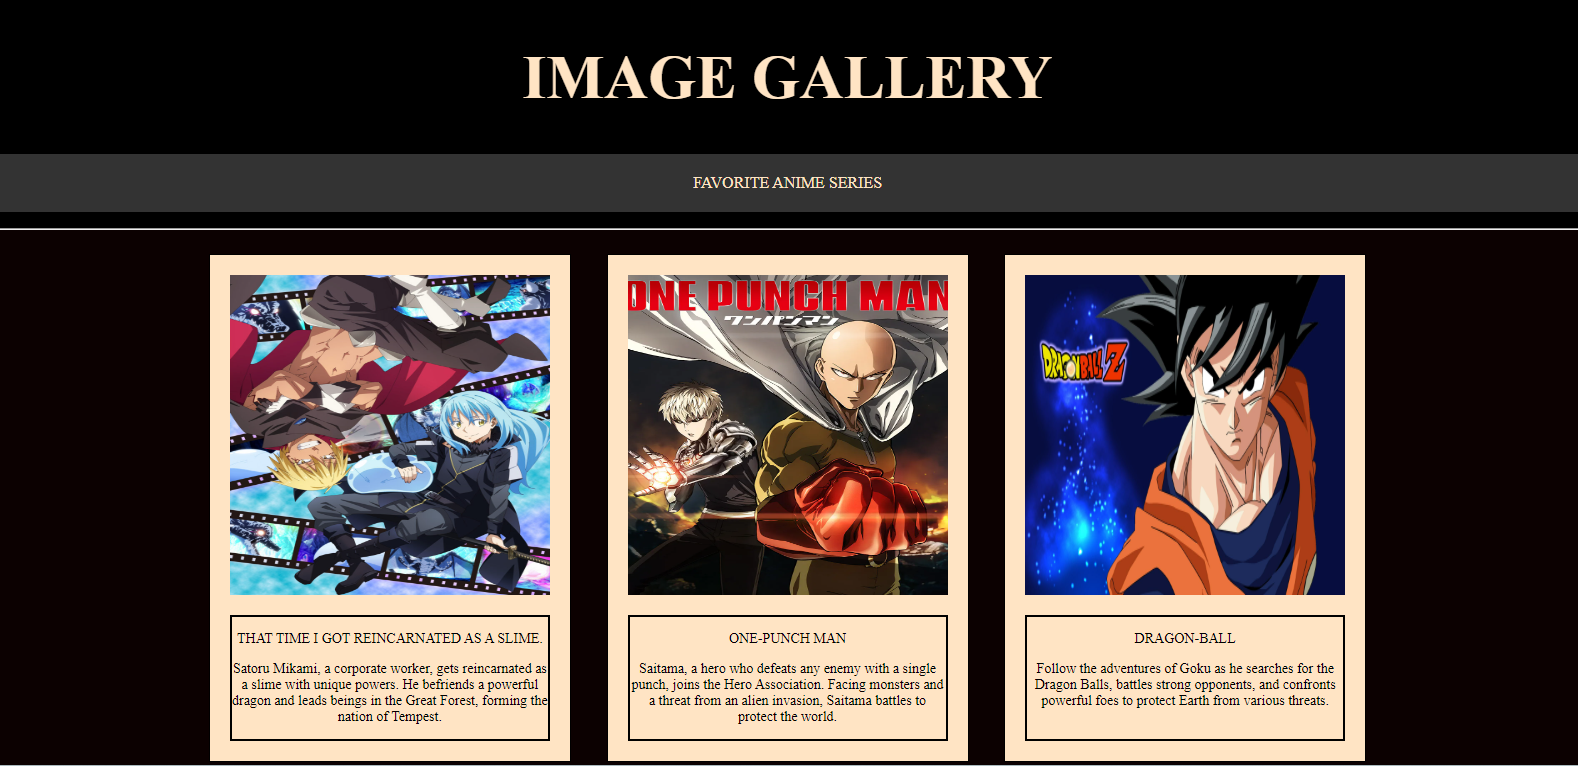 IMAGE GALLERY
FAVORITE ANIME SERIES
ONE PUNCH MAN
ワンパンマン
DRAGON BALL Z
THAT TIME I GOT REINCARNATED AS A SLIME.
Satoru Mikami, a corporate worker, gets reincarnated as
a slime with unique powers. He befriends a powerful
dragon and leads beings in the Great Forest, forming the
nation of Tempest.
ONE-PUNCH MAN
Saitama, a hero who defeats any enemy with a single
punch, joins the Hero Association. Facing monsters and
a threat from an alien invasion, Saitama battles to
protect the world.
DRAGON-BALL
Follow the adventures of Goku as he searches for the
Dragon Balls, battles strong opponents, and confronts
powerful foes to protect Earth from various threats.